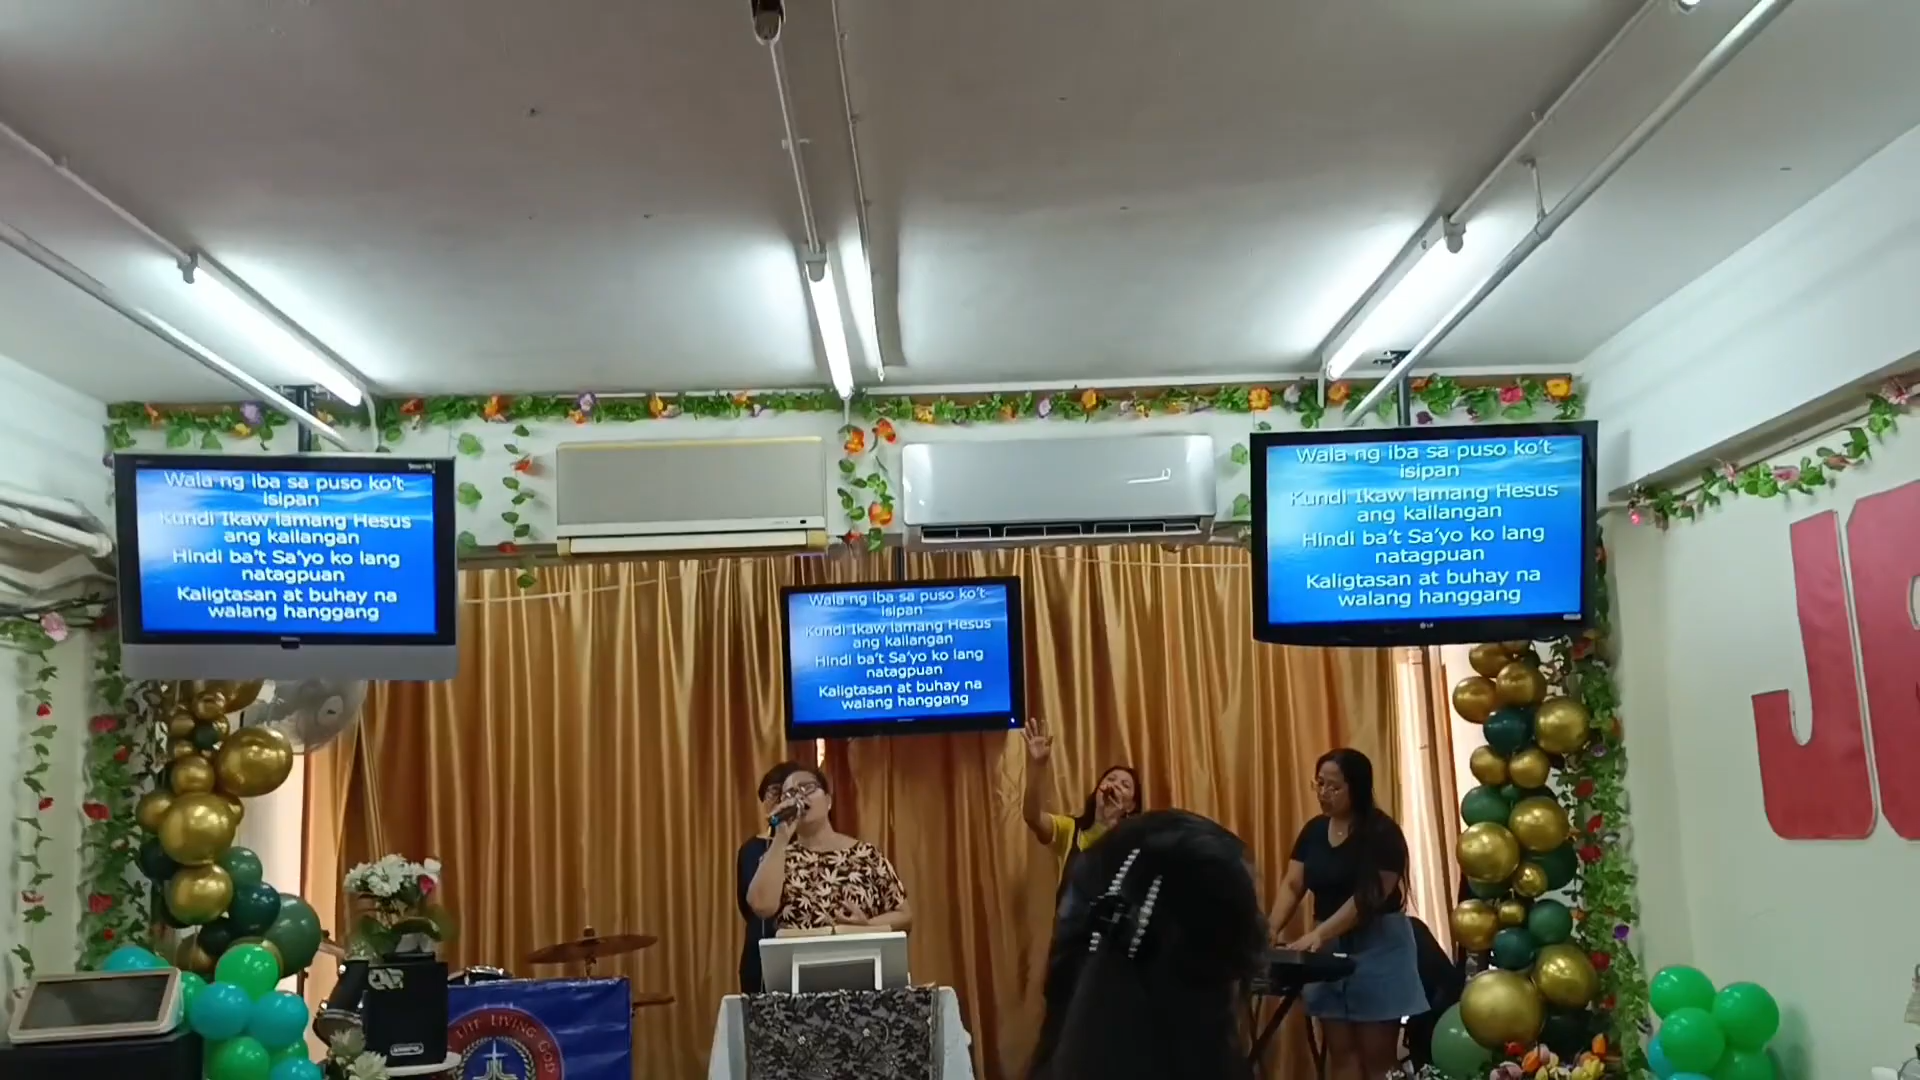 Wala ng iba sa puso ko't
isipan
Kundi Ikaw lamang Hesus
ang kailangan
Hindi ba't Sa'yo ko lang
natagpuan
Kaligtasan at buhay na
walang hanggang
Wala ng iba sa puso ko't
isipan
Kundi Ikaw lamang Hesus
ang kailangan
Hindi ba't Sa'yo ko lang
natagpuan
Kaligtasan at buhay na
walang hanggang
Wala ng iba sa puso ko't
isipan
Kundi Ikaw lamang Hesus
ang kailangan
Hindi ba't Sa'yo ko lang
natagpuan
Kaligtasan at buhay na
walang hanggang
LG
J
THE LIVING GOD